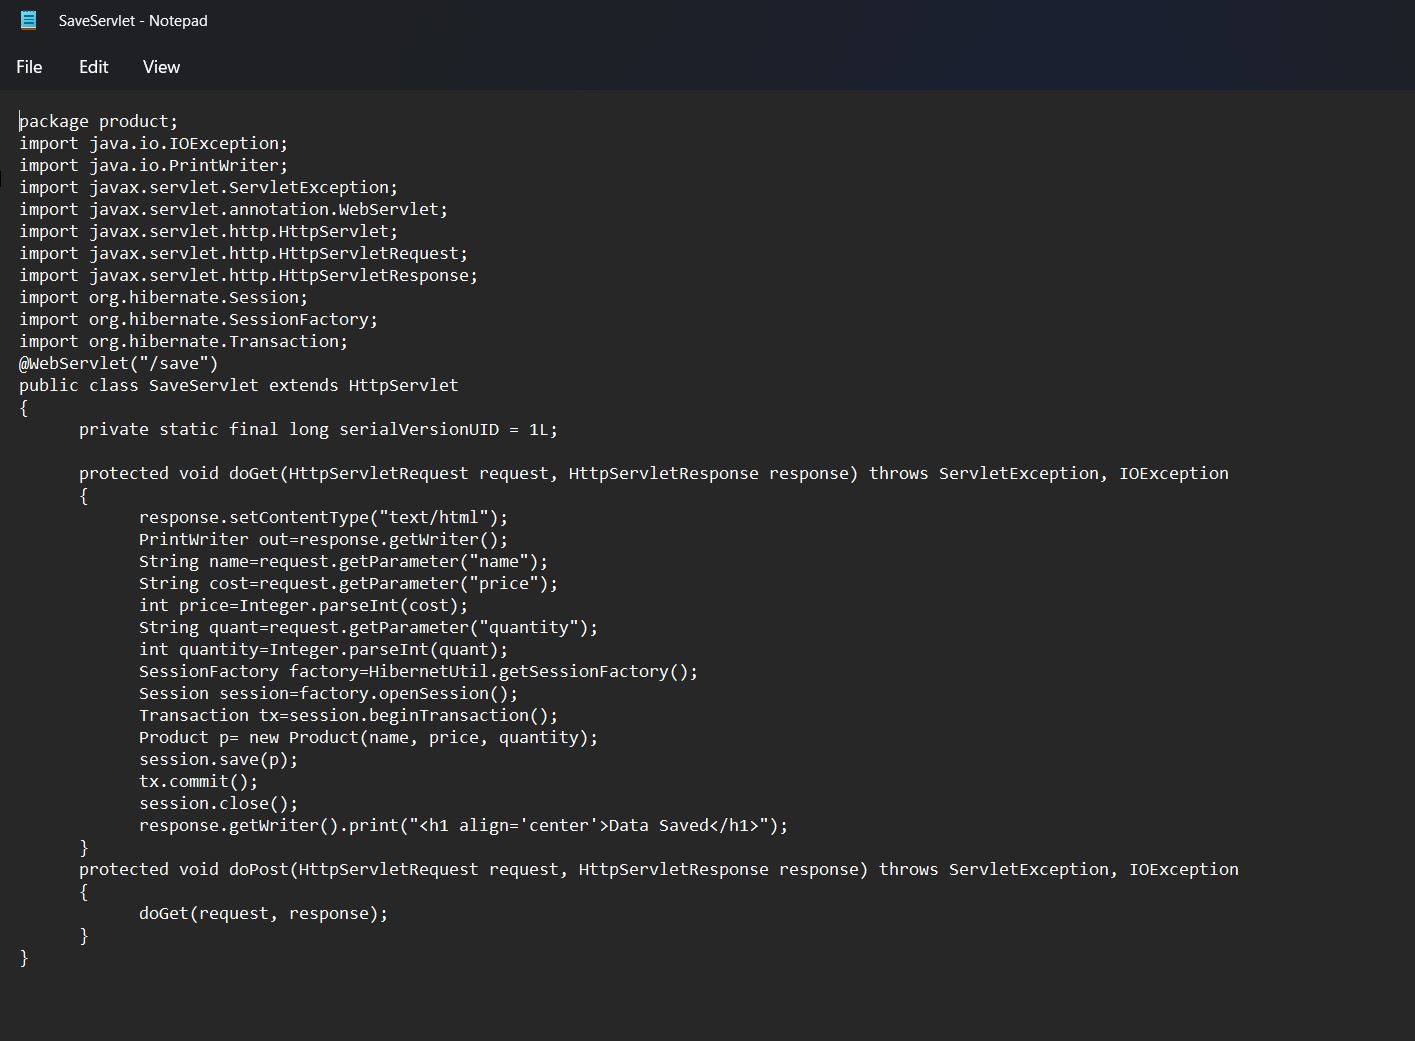 SaveServlet - Notepad
File Edit View
package product;
import java.io.IOException;
import java.io.PrintWriter;
import javax.servlet.ServletException;
import javax.servlet.annotation.WebServlet;
import javax.servlet.http.HttpServlet;
import javax.servlet.http.HttpServletRequest;
import javax.servlet.http.HttpServletResponse;
import org.hibernate.Session;
import org.hibernate.SessionFactory;
import org.hibernate.Transaction;
@WebServlet("/save")
public class SaveServlet extends HttpServlet
{
private static final long serialVersionUID = 1L;
protected void doGet(HttpServletRequest request, HttpServletResponse response) throws ServletException, IOException
{
response.setContentType("text/html");
PrintWriter out=response.getWriter();
String name=request.getParameter("name");
String cost=request.getParameter("price");
int price=Integer.parseInt(cost);
String quant=request.getParameter("quantity");
int quantity=Integer.parseInt(quant);
SessionFactory factory=HibernetUtil.getSessionFactory();
Session session=factory.openSession();
Transaction tx=session.beginTransaction();
Product p= new Product(name, price, quantity);
session.save(p);
tx.commit();
session.close();
response.getWriter().print("<h1 align='center'>Data Saved</h1>");
}
protected void doPost(HttpServletRequest request, HttpServletResponse response) throws ServletException, IOException
{
doGet(request, response);
}
}